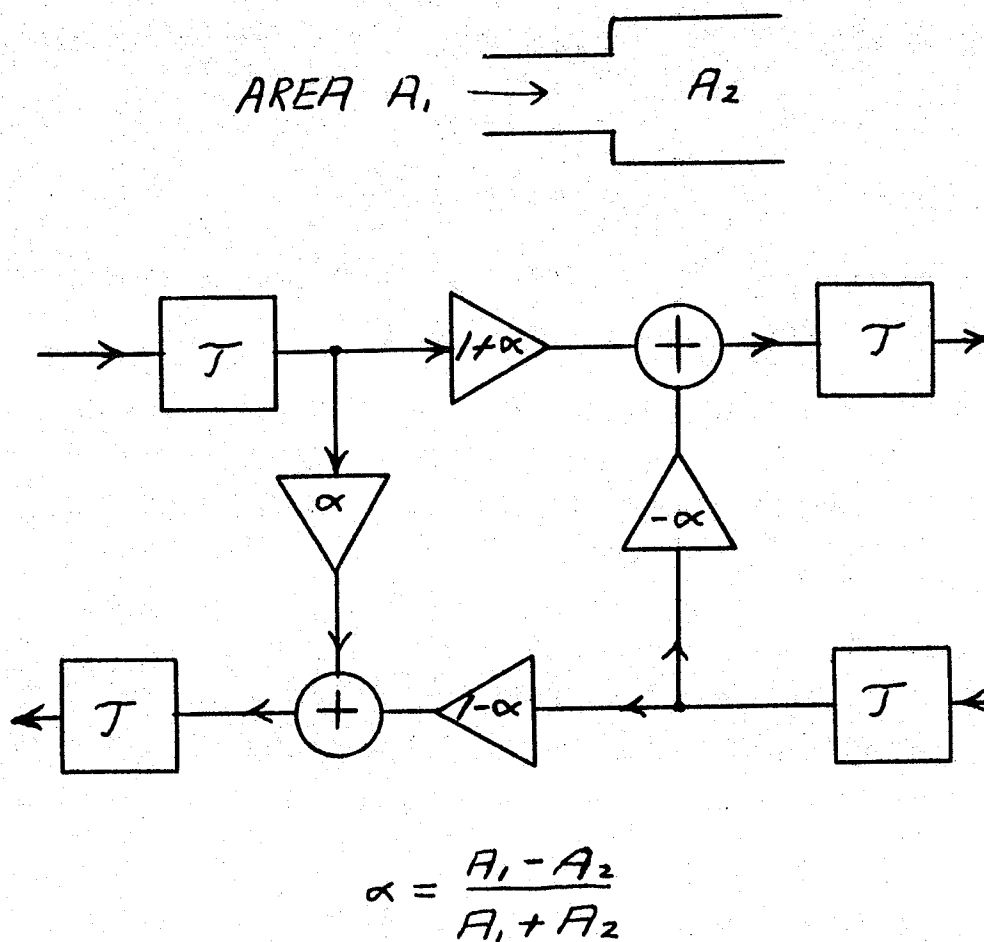 AREA A₁ → A₂
T 1+α + T
α -α
T + 1-α T
α = (A₁ - A₂) / (A₁ + A₂)